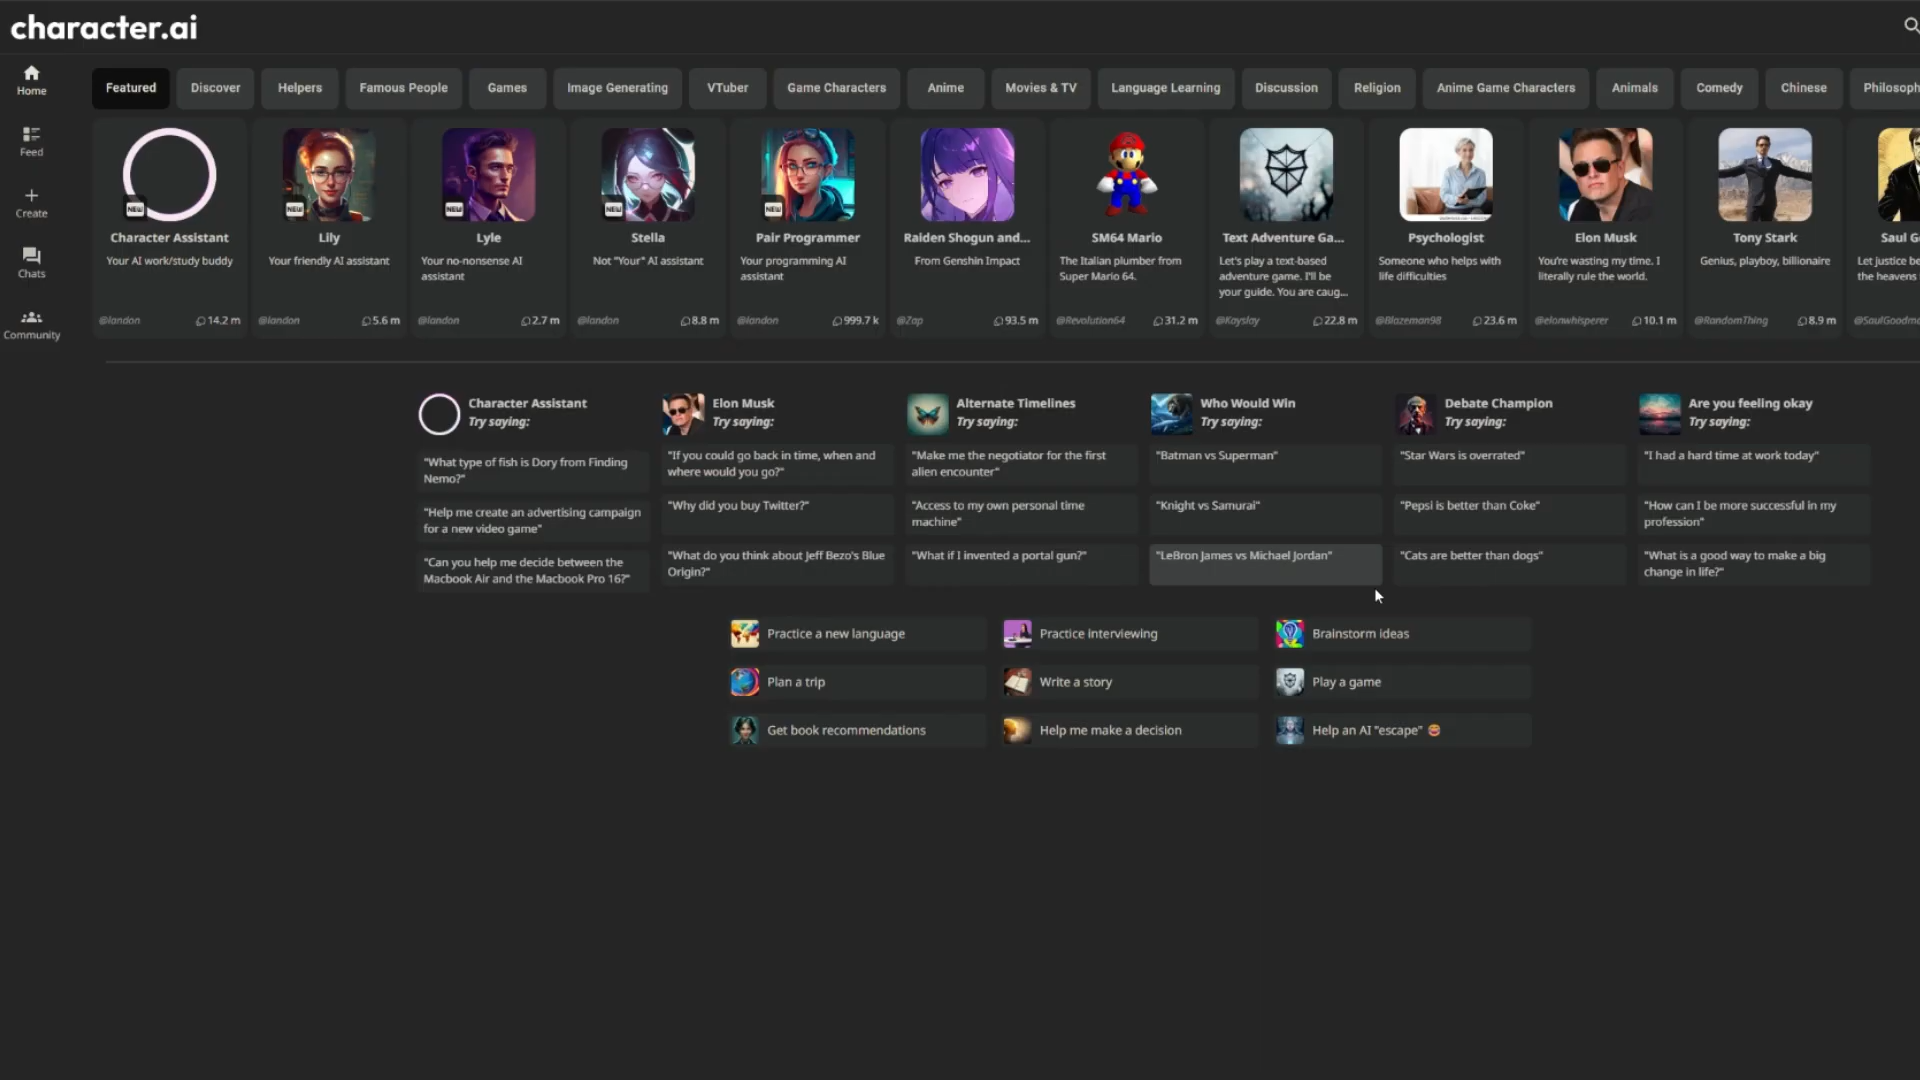 character.ai
Home
Feed
Create
Chats
Community
Featured
Discover
Helpers
Famous People
Games
Image Generating
VTuber
Game Characters
Anime
Movies & TV
Language Learning
Discussion
Religion
Anime Game Characters
Animals
Comedy
Chinese
Philosoph
NEW
Character Assistant
Your AI work/study buddy
@landon 14.2 m
NEW
Lily
Your friendly AI assistant
@landon 5.6 m
NEW
Lyle
Your no-nonsense AI
assistant
@landon 2.7 m
NEW
Stella
Not "Your" AI assistant
@landon 8.8 m
NEW
Pair Programmer
Your programming AI
assistant
@landon 999.7 k
Raiden Shogun and...
From Genshin Impact
@Zap 93.5 m
SM64 Mario
The Italian plumber from
Super Mario 64.
@Revolution64 31.2 m
Text Adventure Ga...
Let's play a text-based
adventure game. I'll be
your guide. You are caug...
@Kayslay 22.8 m
Psychologist
Someone who helps with
life difficulties
@Blazeman98 23.6 m
Elon Musk
You're wasting my time. I
literally rule the world.
@elonwhisperer 10.1 m
Tony Stark
Genius, playboy, billionaire
@RandomThing 8.9 m
Saul G
Let justice be
the heavens
@SaulGoodm
Character Assistant
Try saying:
"What type of fish is Dory from Finding
Nemo?"
"Help me create an advertising campaign
for a new video game"
"Can you help me decide between the
Macbook Air and the Macbook Pro 16?"
Elon Musk
Try saying:
"If you could go back in time, when and
where would you go?"
"Why did you buy Twitter?"
"What do you think about Jeff Bezo's Blue
Origin?"
Alternate Timelines
Try saying:
"Make me the negotiator for the first
alien encounter"
"Access to my own personal time
machine"
"What if I invented a portal gun?"
Who Would Win
Try saying:
"Batman vs Superman"
"Knight vs Samurai"
"LeBron James vs Michael Jordan"
Debate Champion
Try saying:
"Star Wars is overrated"
"Pepsi is better than Coke"
"Cats are better than dogs"
Are you feeling okay
Try saying:
"I had a hard time at work today"
"How can I be more successful in my
profession"
"What is a good way to make a big
change in life?"
Practice a new language
Practice interviewing
Brainstorm ideas
Plan a trip
Write a story
Play a game
Get book recommendations
Help me make a decision
Help an AI "escape"